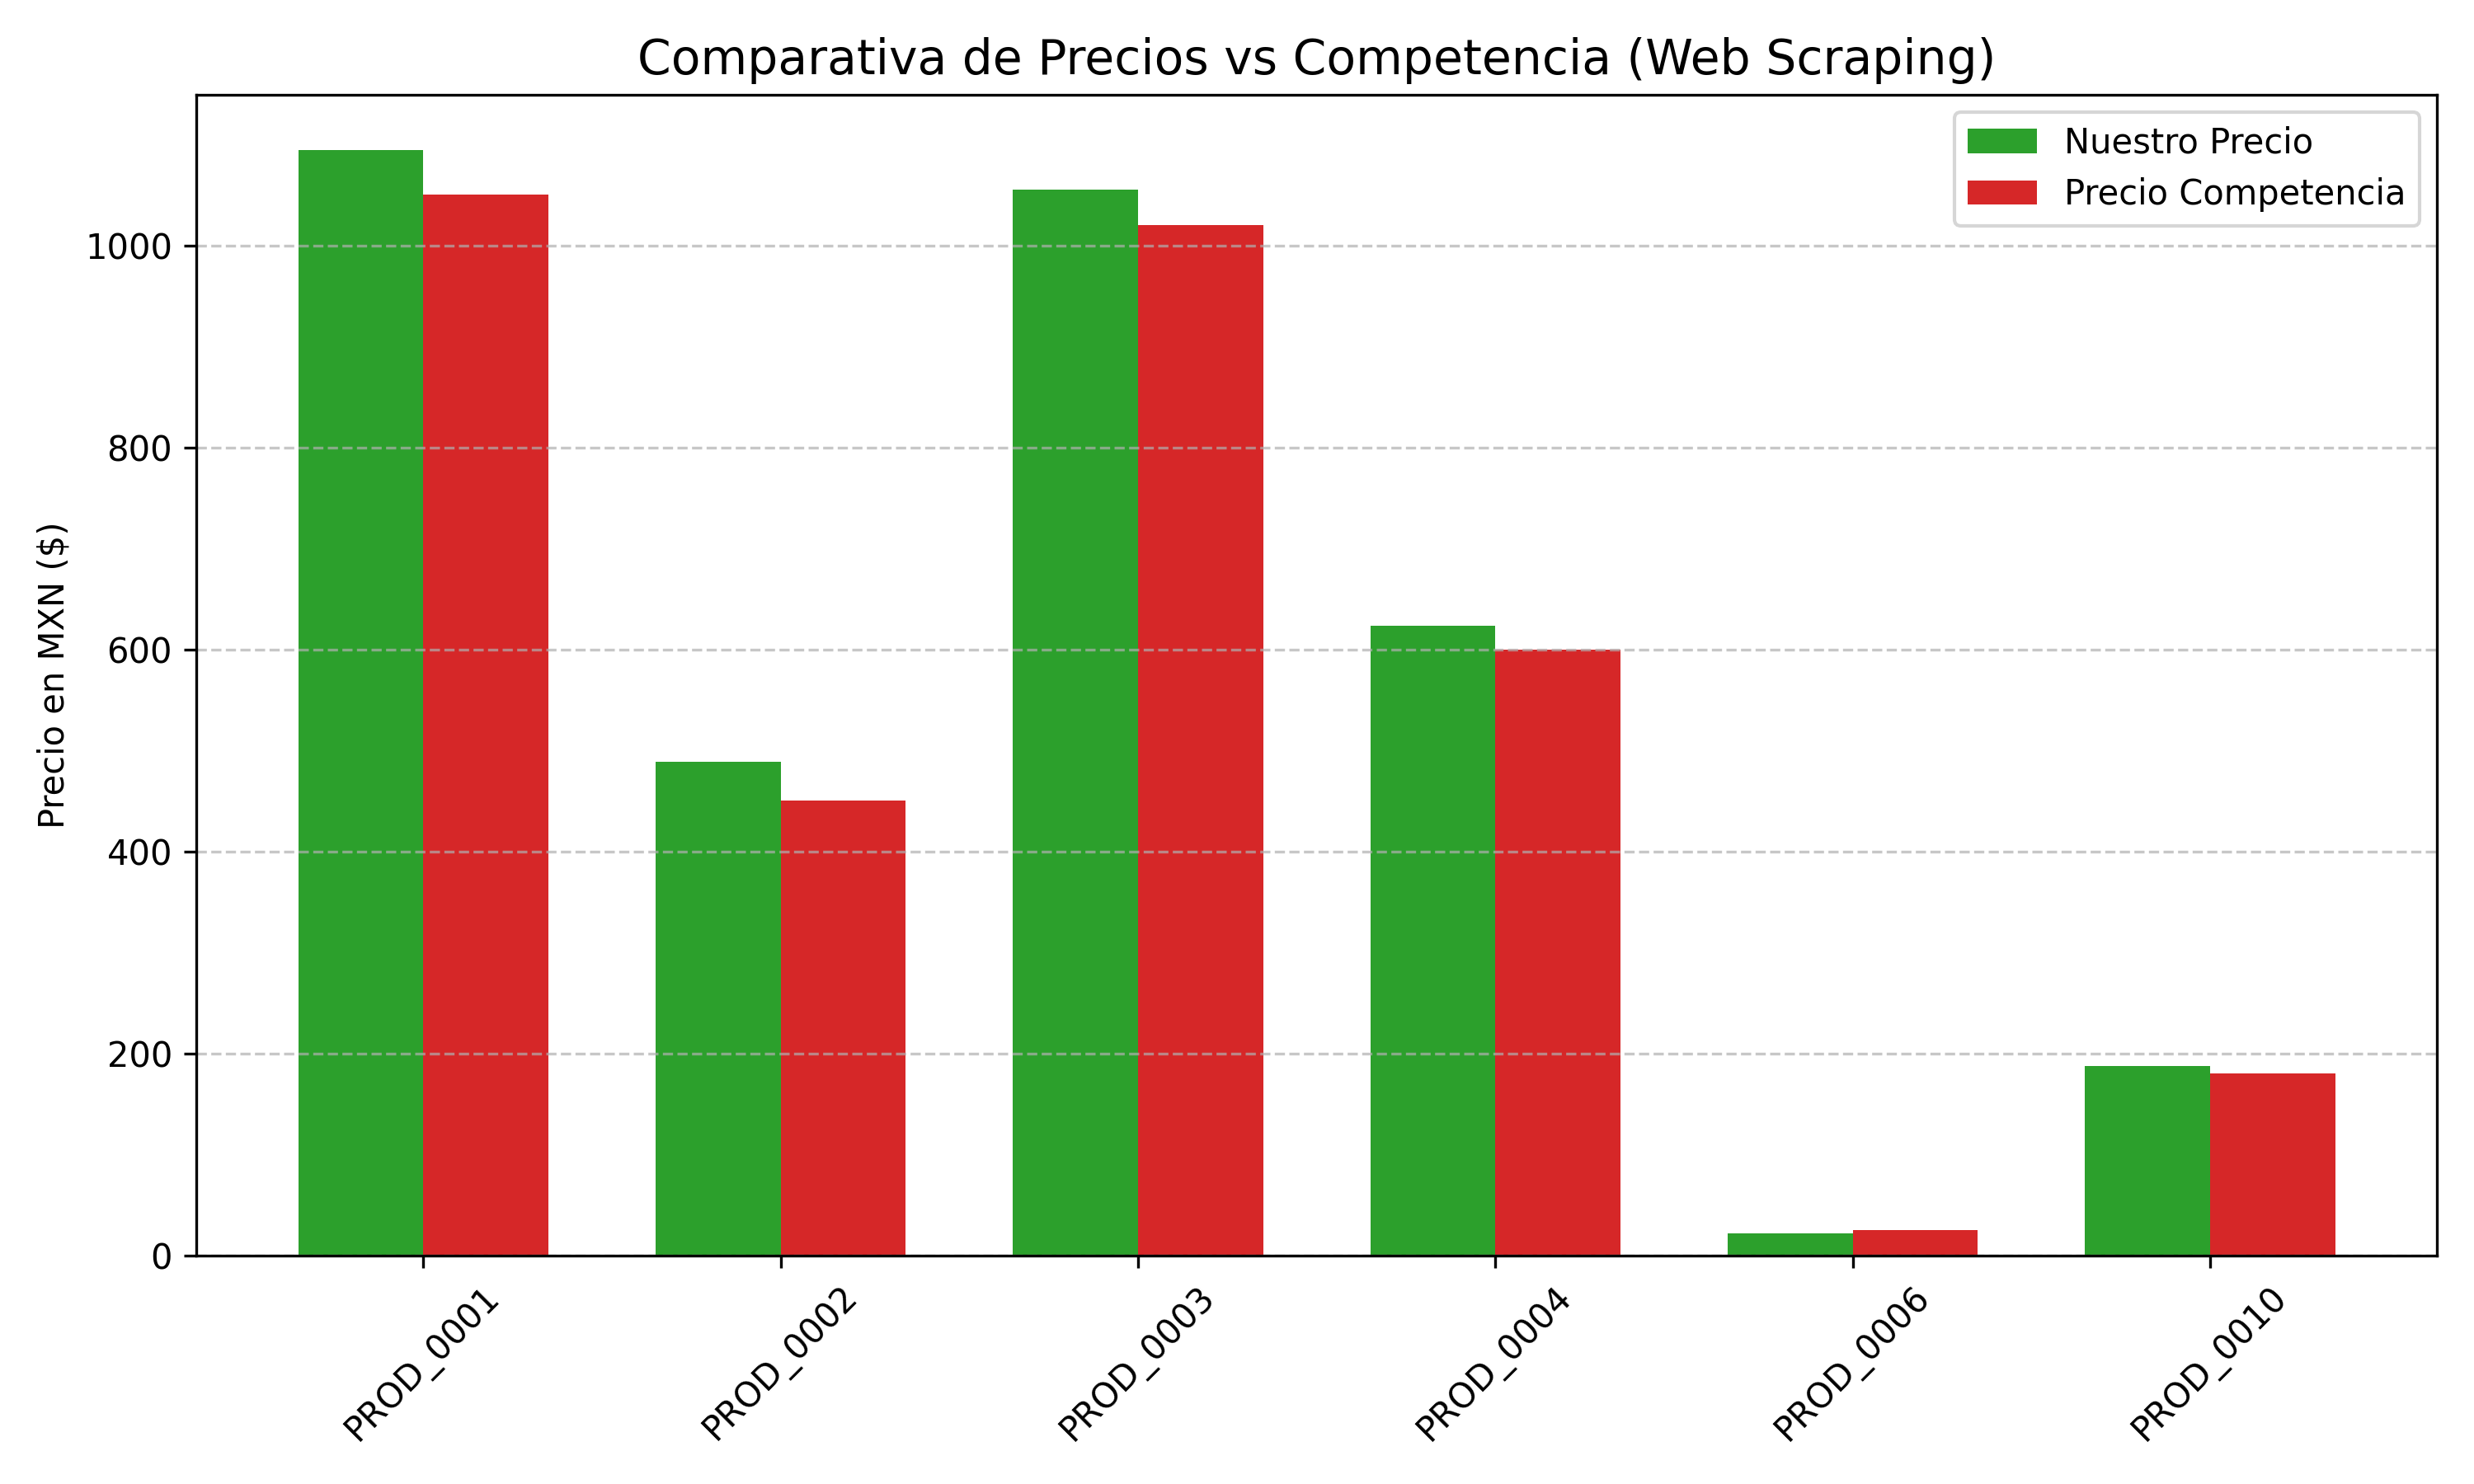 Comparativa de Precios vs Competencia (Web Scraping)
Nuestro Precio
Precio Competencia
Precio en MXN ($)
1000
800
600
400
200
0
PROD_0001
PROD_0002
PROD_0003
PROD_0004
PROD_0006
PROD_0010